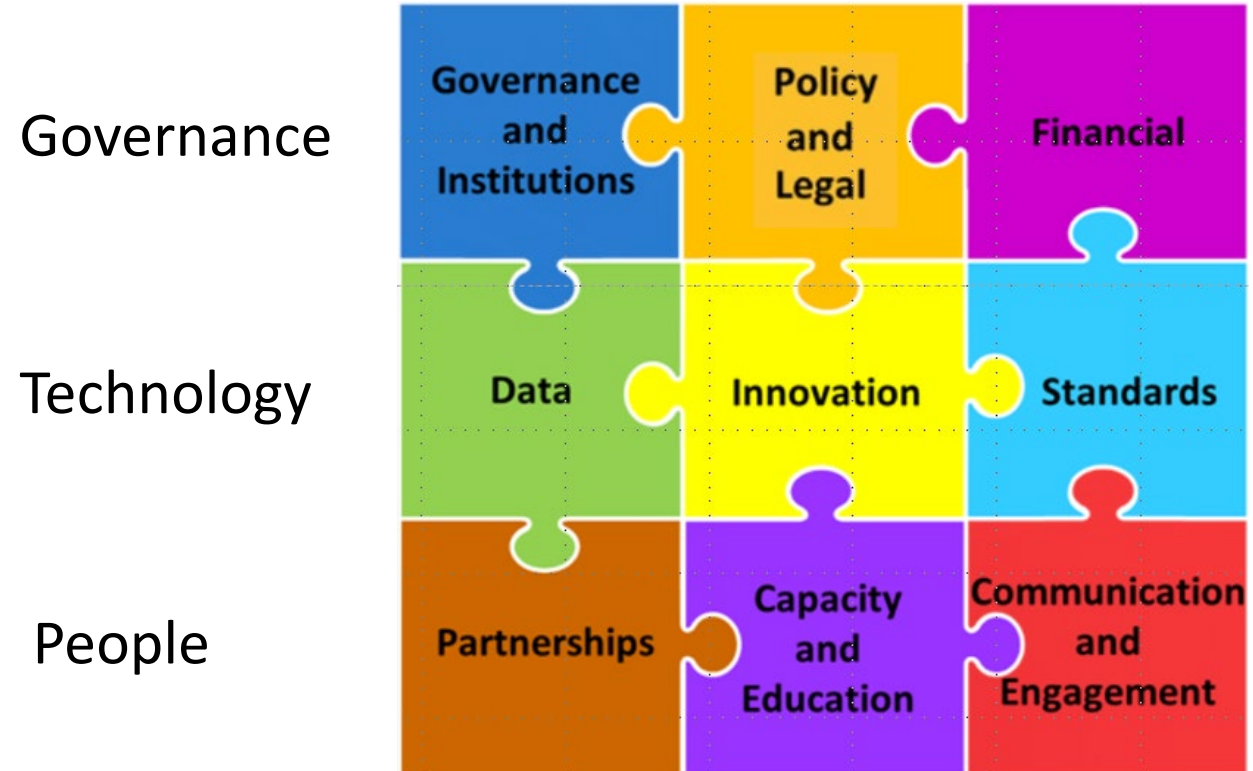 Governance
Governance
and
Institutions
Policy
and
Legal
Financial
Technology
Data
Innovation
Standards
People
Partnerships
Capacity
and
Education
Communication
and
Engagement